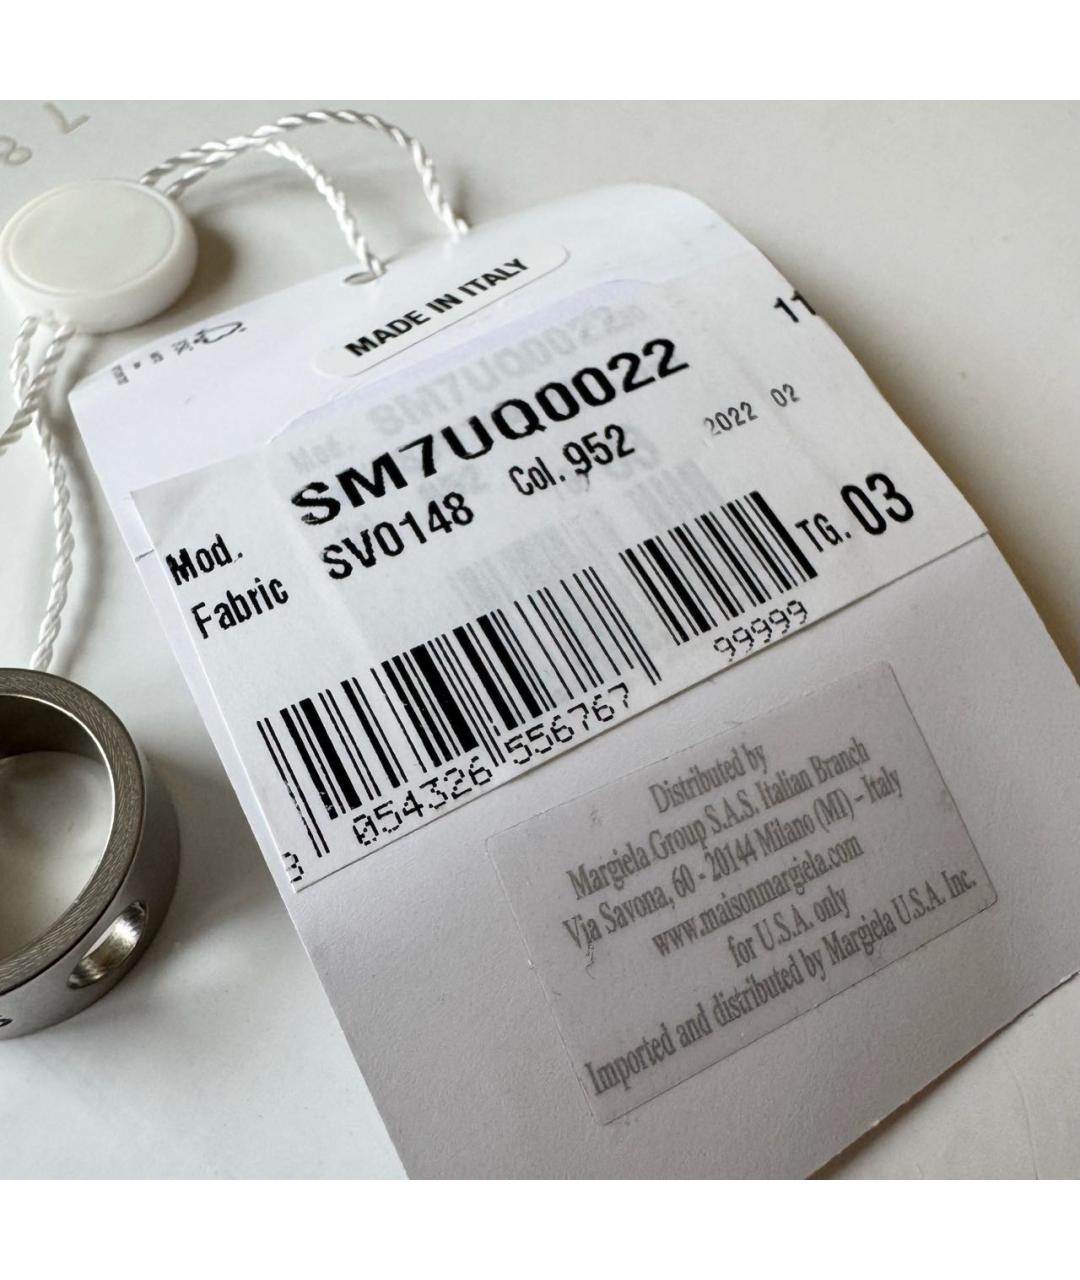 MADE IN ITALY
11
Mod. SM7UQ0022
2022 02
Fabric SV0148 Col. 952
TG. 03
3 054326 556767
99999
Distributed by
Margiela Group S.A.S. Italian Branch
Via Savona, 60 - 20144 Milano (MI) - Italy
www.maisonmargiela.com
for U.S.A. only
Imported and distributed by Margiela U.S.A. Inc.